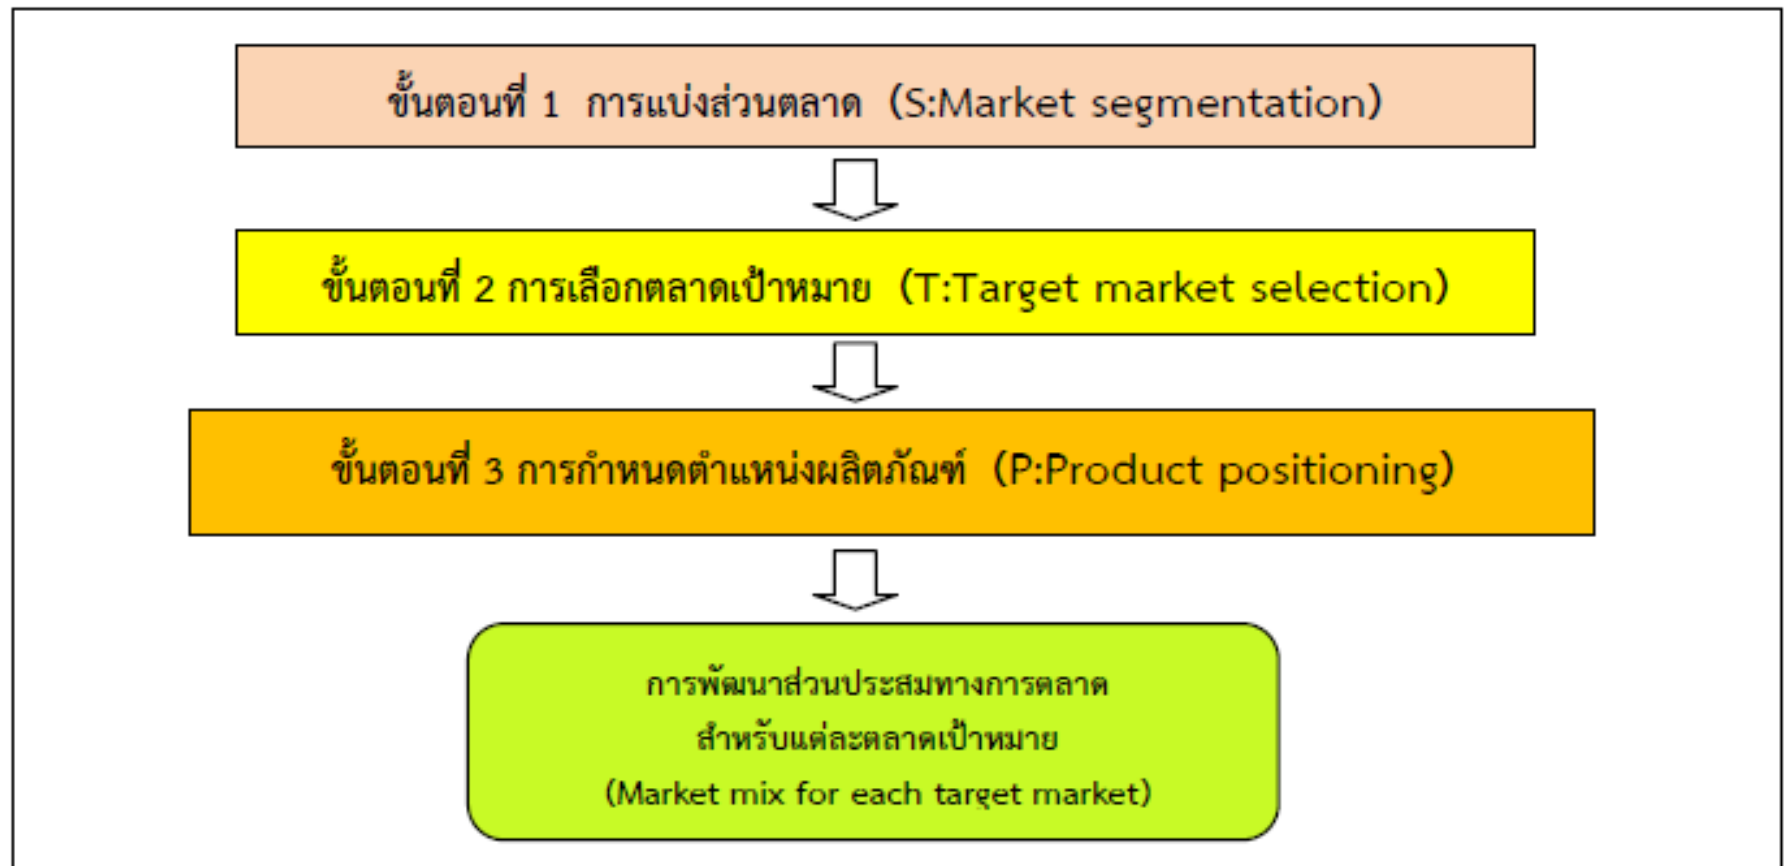 ขั้นตอนที่ 1 การแบ่งส่วนตลาด (S:Market segmentation)
ขั้นตอนที่ 2 การเลือกตลาดเป้าหมาย (T:Target market selection)
ขั้นตอนที่ 3 การกำหนดตำแหน่งผลิตภัณฑ์ (P:Product positioning)
การพัฒนาส่วนประสมทางการตลาด
สำหรับแต่ละตลาดเป้าหมาย
(Market mix for each target market)